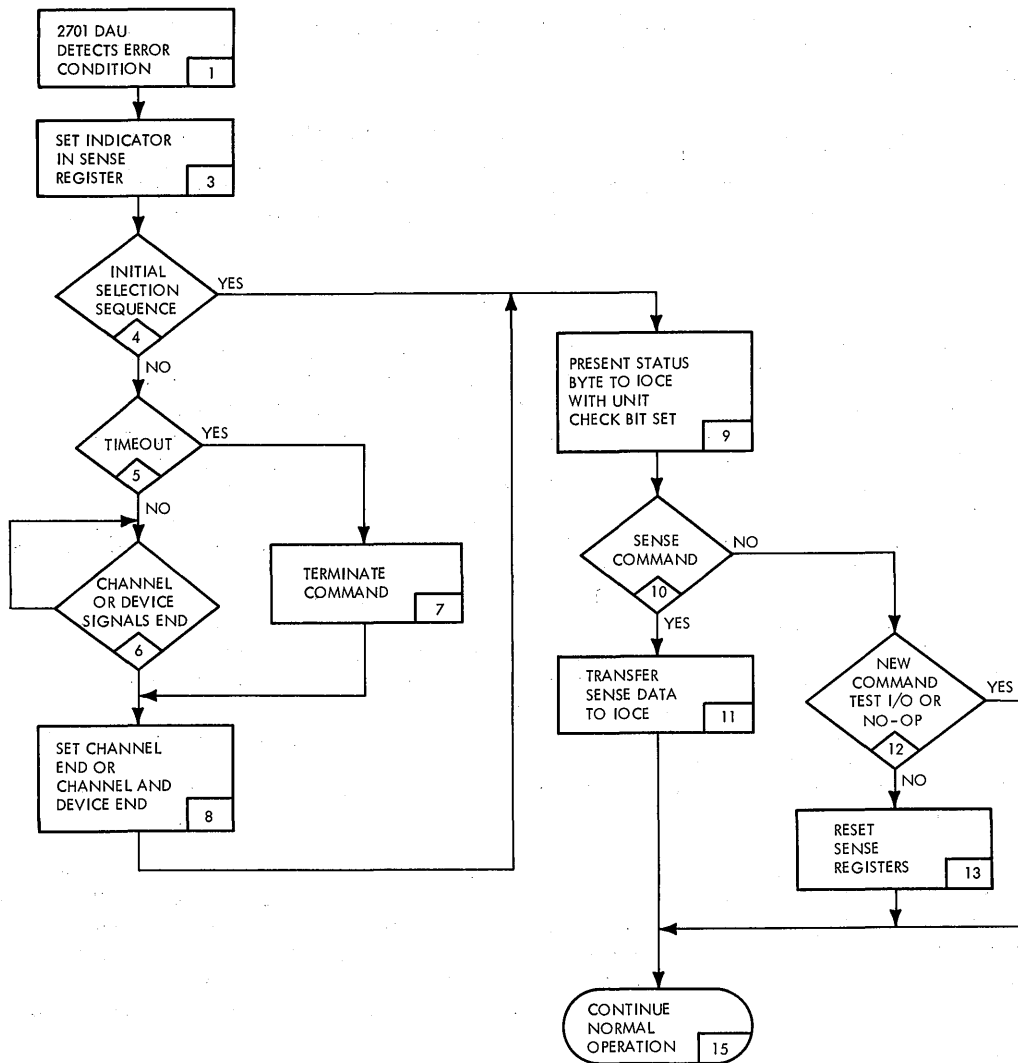 2701 DAU
DETECTS ERROR
CONDITION
1
SET INDICATOR
IN SENSE
REGISTER
3
INITIAL
SELECTION
SEQUENCE
4
YES
NO
TIMEOUT
5
YES
NO
CHANNEL
OR DEVICE
SIGNALS END
6
TERMINATE
COMMAND
7
SET CHANNEL
END OR
CHANNEL AND
DEVICE END
8
PRESENT STATUS
BYTE TO IOCE
WITH UNIT
CHECK BIT SET
9
SENSE
COMMAND
10
NO
YES
TRANSFER
SENSE DATA
TO IOCE
11
NEW
COMMAND
TEST I/O OR
NO-OP
12
YES
NO
RESET
SENSE
REGISTERS
13
CONTINUE
NORMAL
OPERATION
15